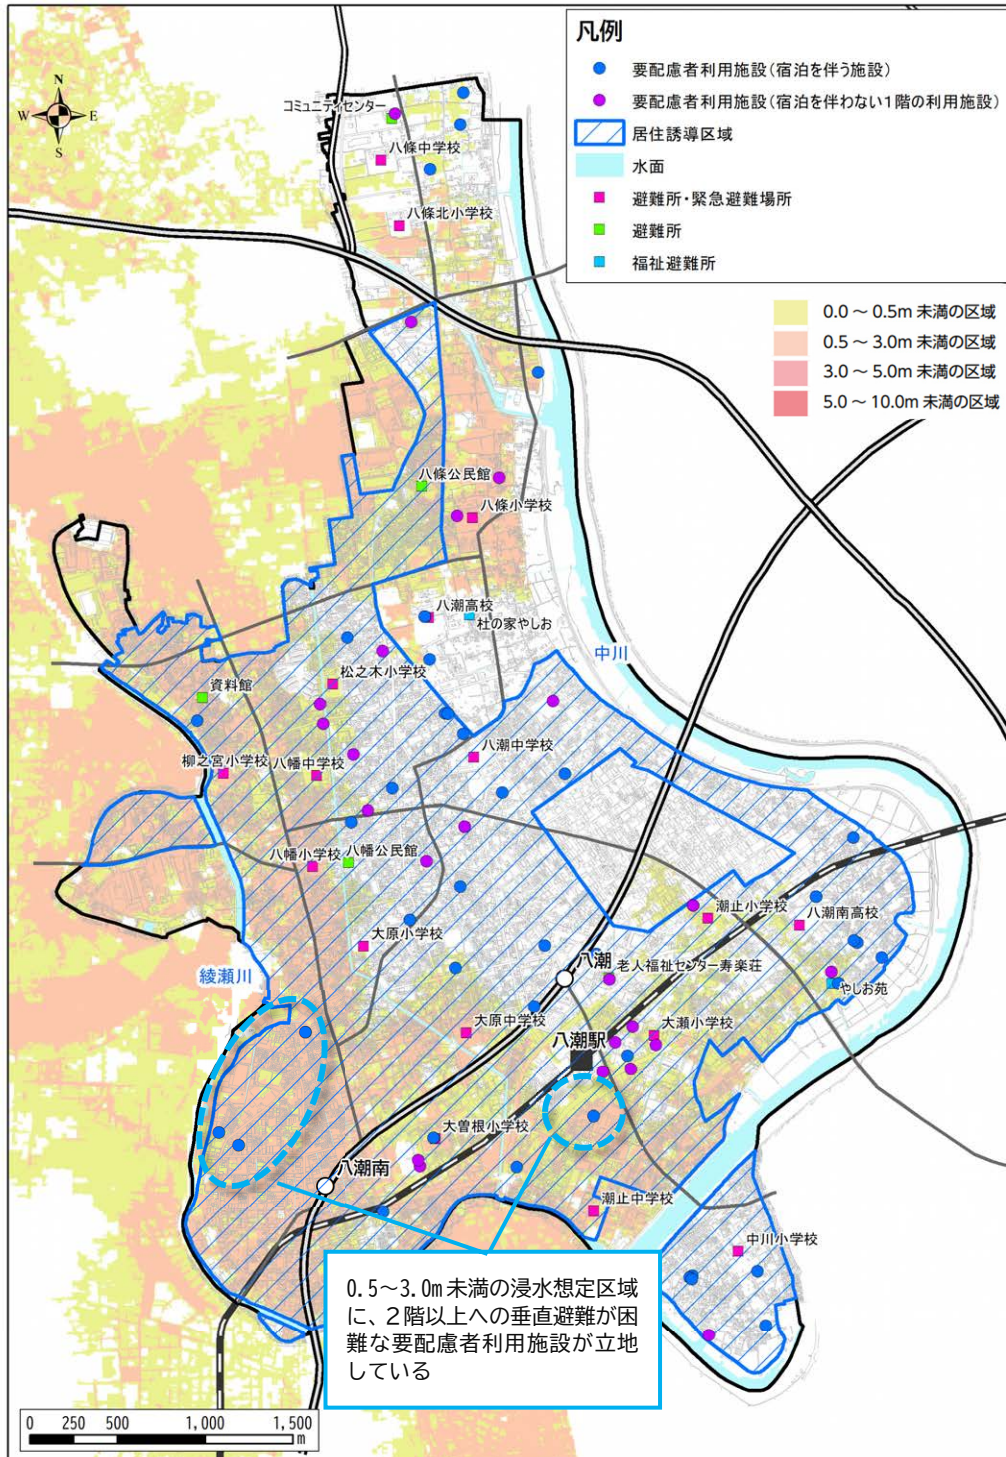 凡例
要配慮者利用施設(宿泊を伴う施設)
要配慮者利用施設(宿泊を伴わない1階の利用施設)
居住誘導区域
水面
避難所・緊急避難場所
避難所
福祉避難所
0.0 ～ 0.5m 未満の区域
0.5 ～ 3.0m 未満の区域
3.0 ～ 5.0m 未満の区域
5.0 ～ 10.0m 未満の区域
N
W
E
S
コミュニティセンター
八條中学校
八條北小学校
八條公民館
八條小学校
八潮高校
杜の家やしお
中川
松之木小学校
資料館
柳之宮小学校
八幡中学校
八潮中学校
八幡小学校
八幡公民館
大原小学校
潮止小学校
八潮南高校
綾瀬川
八潮
老人福祉センター寿楽荘
やしお苑
大原中学校
大瀬小学校
八潮駅
大曽根小学校
八潮南
潮止中学校
中川小学校
0.5～3.0m未満の浸水想定区域
に、2階以上への垂直避難が困
難な要配慮者利用施設が立地
している
0 250 500 1,000 1,500
m